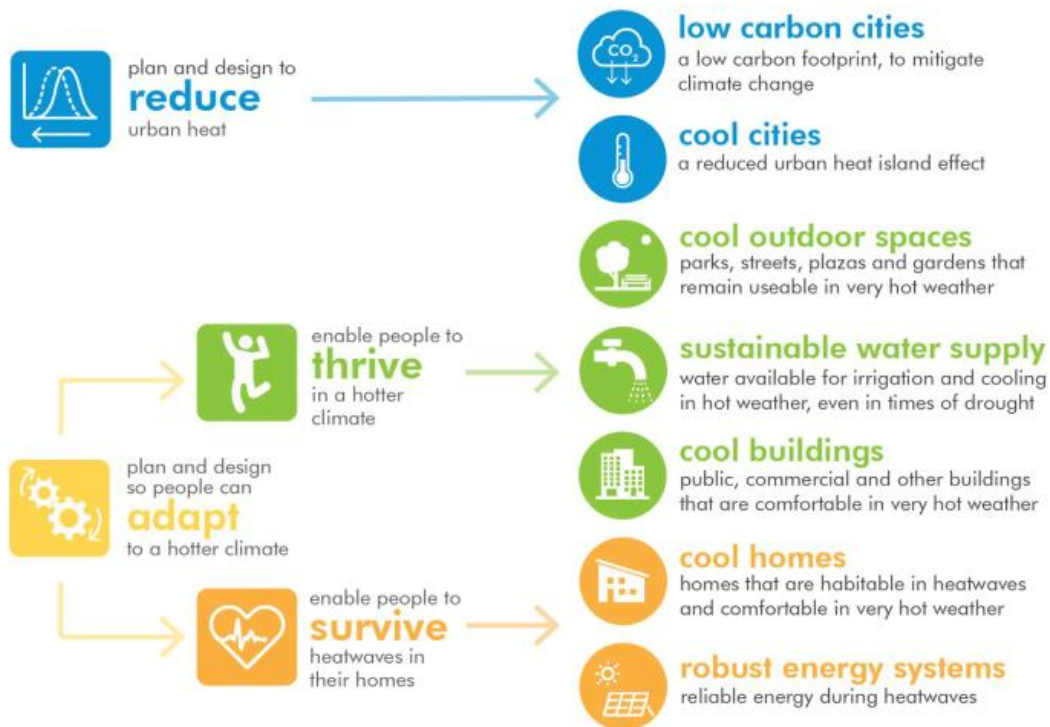 plan and design to
reduce
urban heat
low carbon cities
CO2
a low carbon footprint, to mitigate
climate change
cool cities
a reduced urban heat island effect
plan and design
so people can
adapt
to a hotter climate
enable people to
thrive
in a hotter
climate
cool outdoor spaces
parks, streets, plazas and gardens that
remain useable in very hot weather
sustainable water supply
water available for irrigation and cooling
in hot weather, even in times of drought
cool buildings
public, commercial and other buildings
that are comfortable in very hot weather
enable people to
survive
heatwaves in
their homes
cool homes
homes that are habitable in heatwaves
and comfortable in very hot weather
robust energy systems
reliable energy during heatwaves